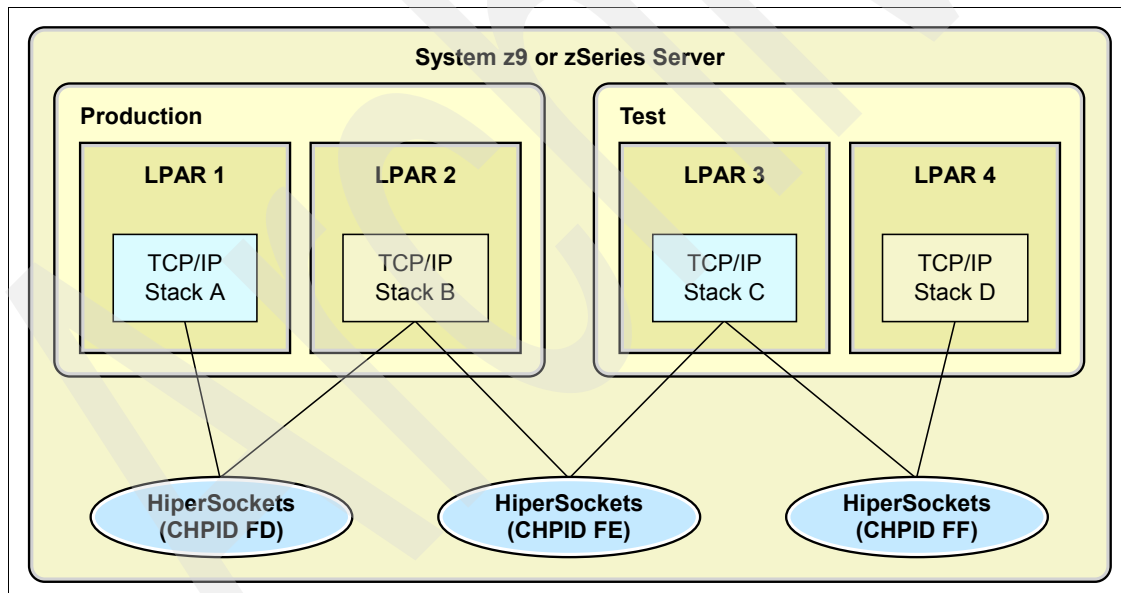 System z9 or zSeries Server
Production
Test
LPAR 1
LPAR 2
LPAR 3
LPAR 4
TCP/IP
Stack A
TCP/IP
Stack B
TCP/IP
Stack C
TCP/IP
Stack D
HiperSockets
(CHPID FD)
HiperSockets
(CHPID FE)
HiperSockets
(CHPID FF)